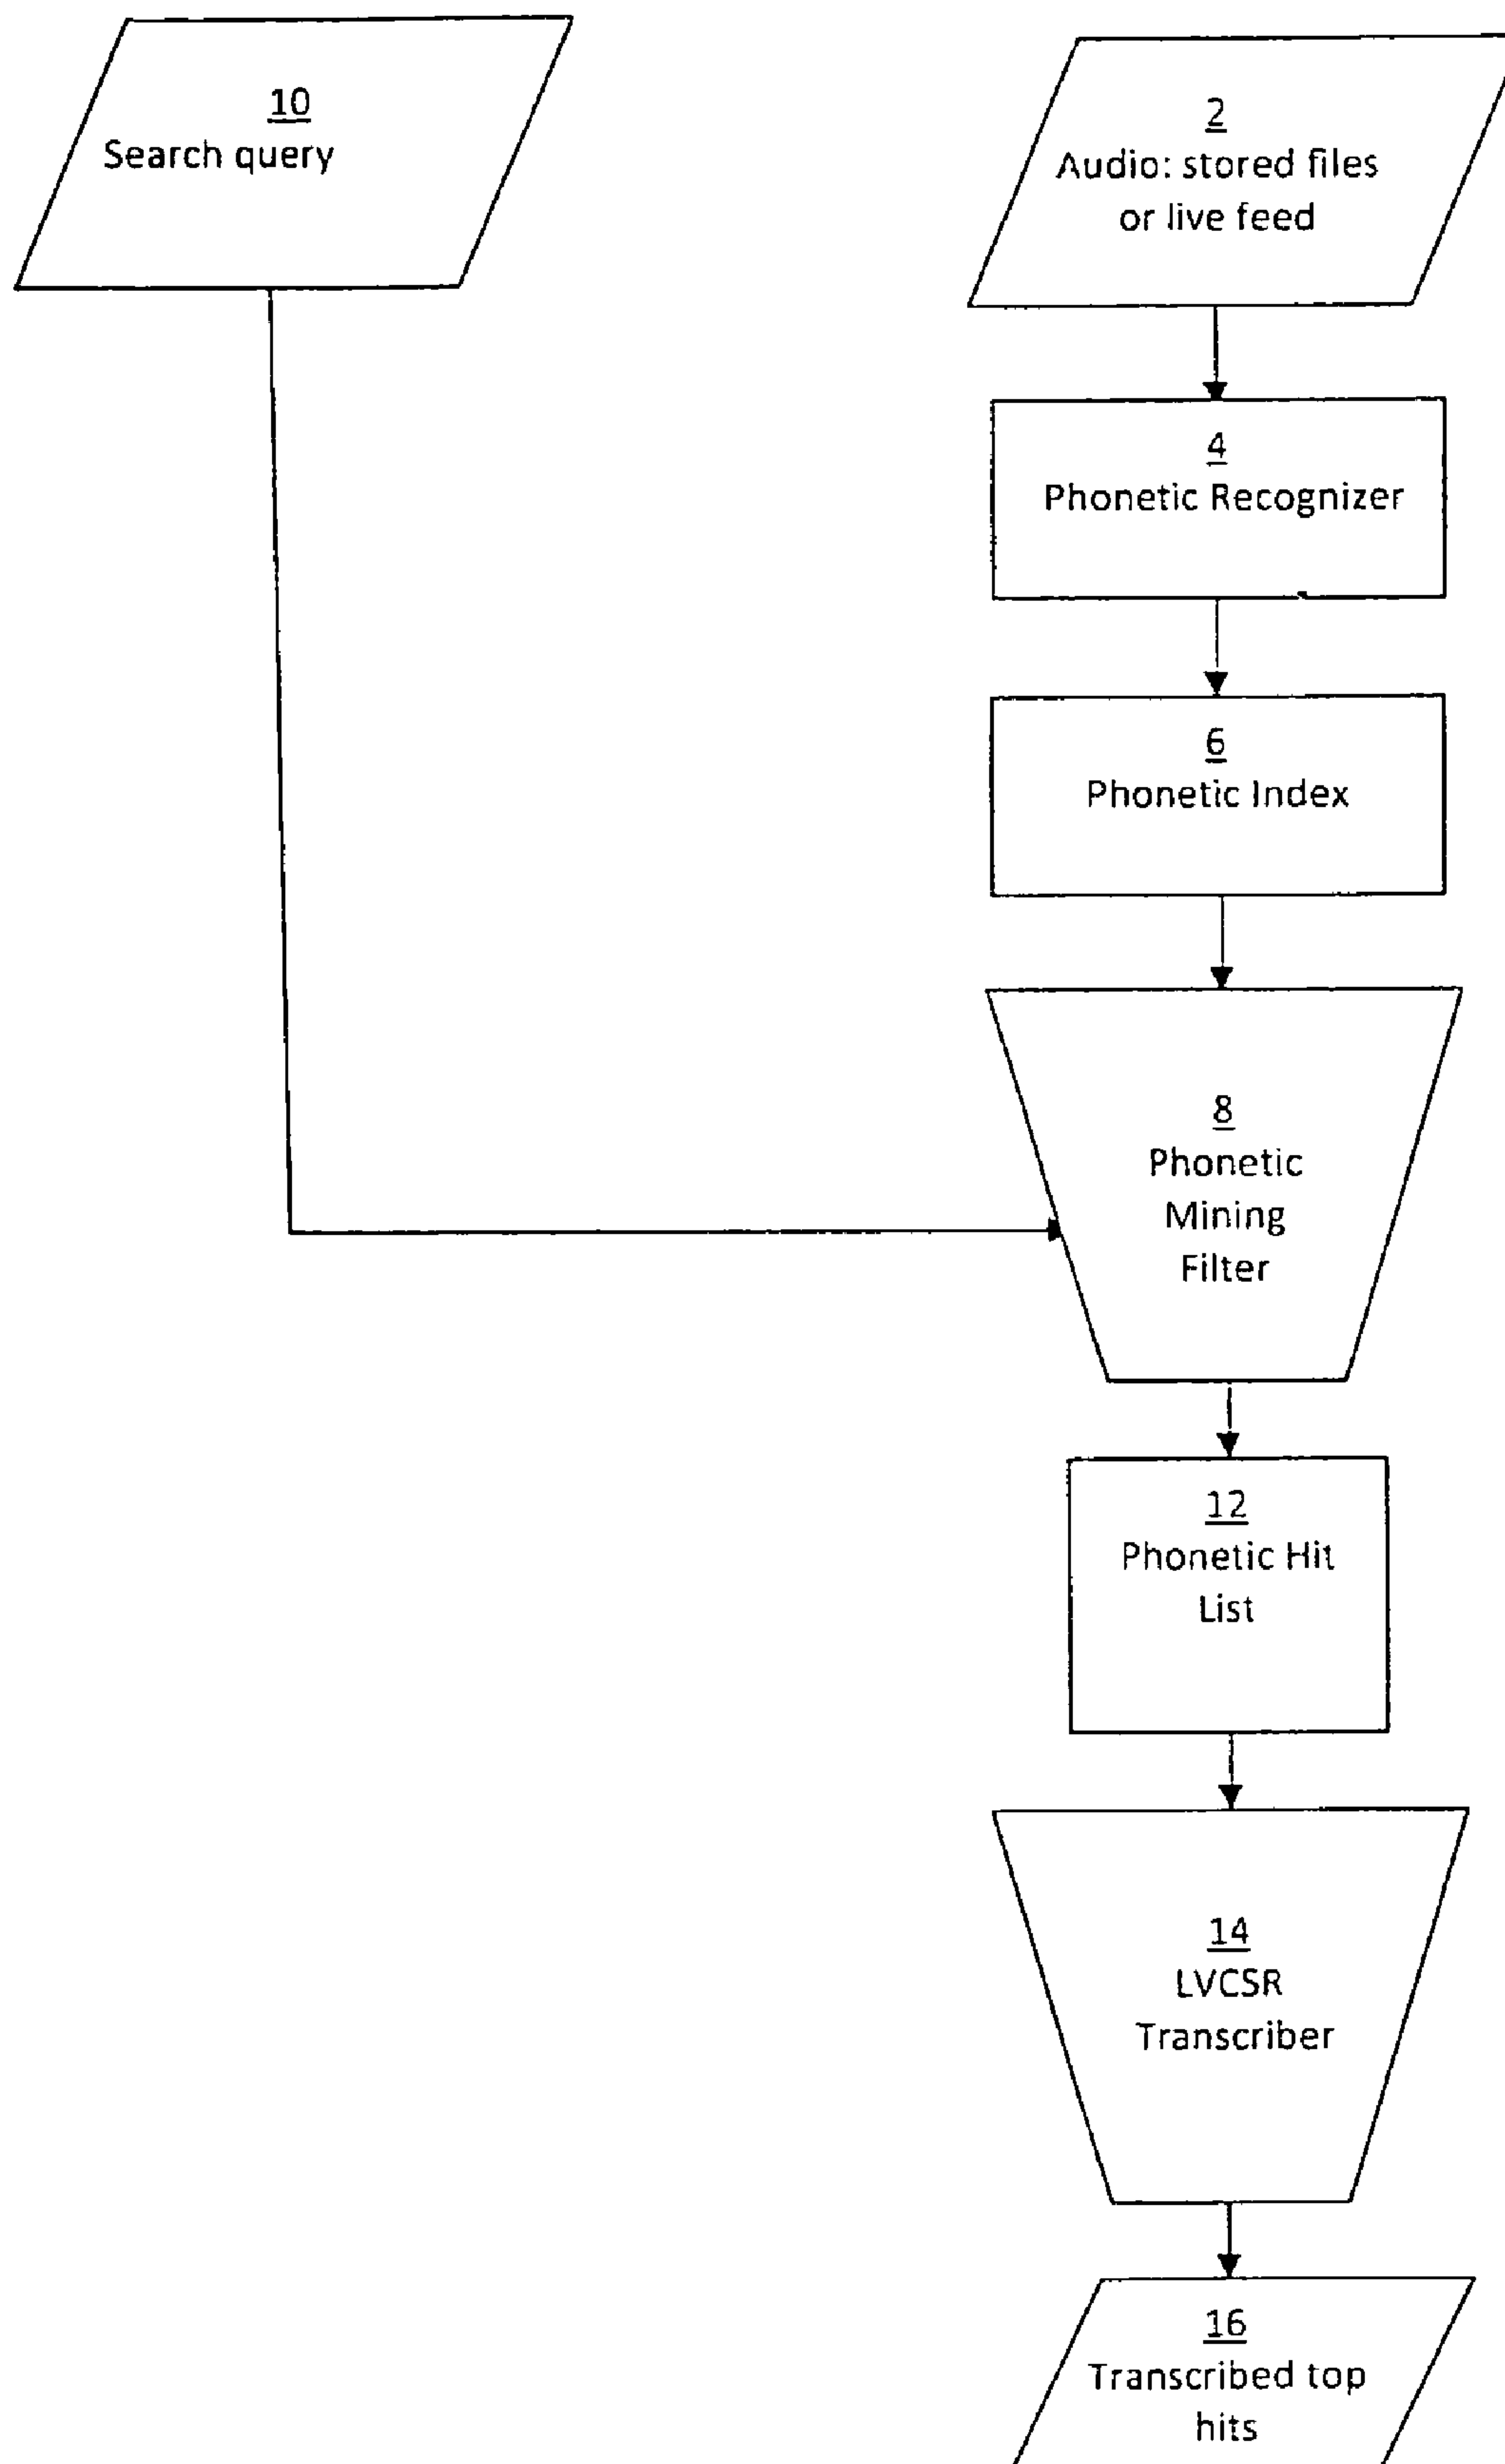 10
Search query
2
Audio: stored files
or live feed
4
Phonetic Recognizer
6
Phonetic Index
8
Phonetic
Mining
Filter
12
Phonetic Hit
List
14
LVCSR
Transcriber
16
Transcribed top
hits